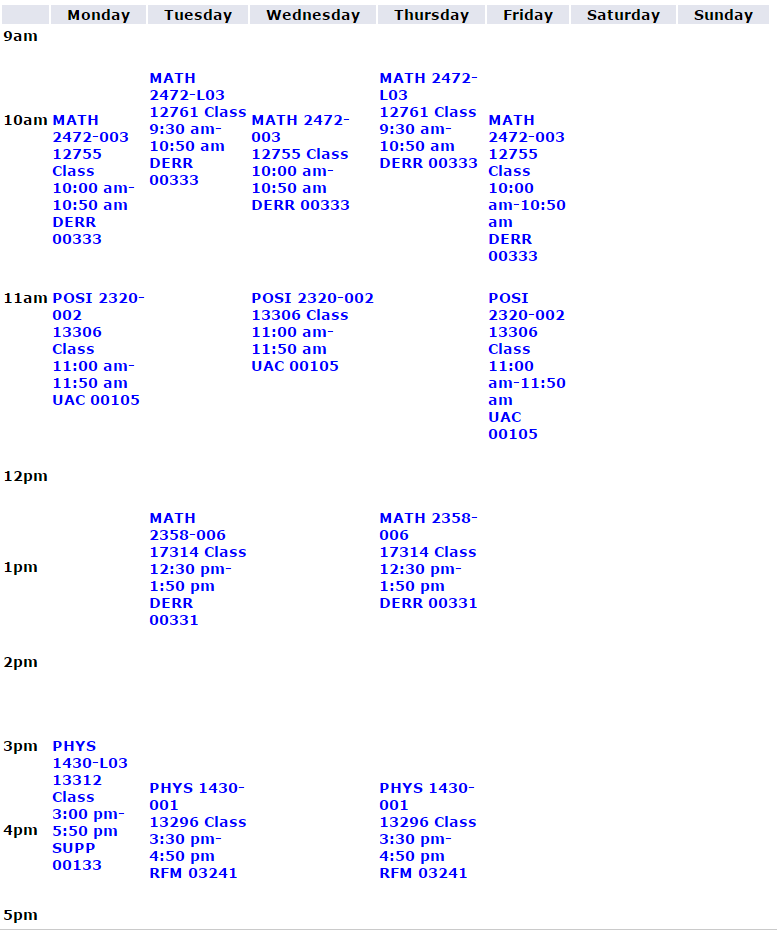 Monday Tuesday Wednesday Thursday Friday Saturday Sunday
9am
10am
MATH
2472-003
12755
Class
10:00 am-
10:50 am
DERR
00333
MATH
2472-L03
12761 Class
9:30 am-
10:50 am
DERR
00333
MATH 2472-
003
12755 Class
10:00 am-
10:50 am
DERR 00333
MATH 2472-
L03
12761 Class
9:30 am-
10:50 am
DERR 00333
MATH
2472-003
12755
Class
10:00
am-10:50
am
DERR
00333
11am
POSI 2320-
002
13306
Class
11:00 am-
11:50 am
UAC 00105
POSI 2320-002
13306 Class
11:00 am-
11:50 am
UAC 00105
POSI
2320-002
13306
Class
11:00
am-11:50
am
UAC
00105
12pm
MATH
2358-006
17314 Class
12:30 pm-
1:50 pm
DERR
00331
MATH 2358-
006
17314 Class
12:30 pm-
1:50 pm
DERR 00331
1pm
2pm
3pm
PHYS
1430-L03
13312
Class
3:00 pm-
5:50 pm
SUPP
00133
PHYS 1430-
001
13296 Class
3:30 pm-
4:50 pm
RFM 03241
PHYS 1430-
001
13296 Class
3:30 pm-
4:50 pm
RFM 03241
4pm
5pm